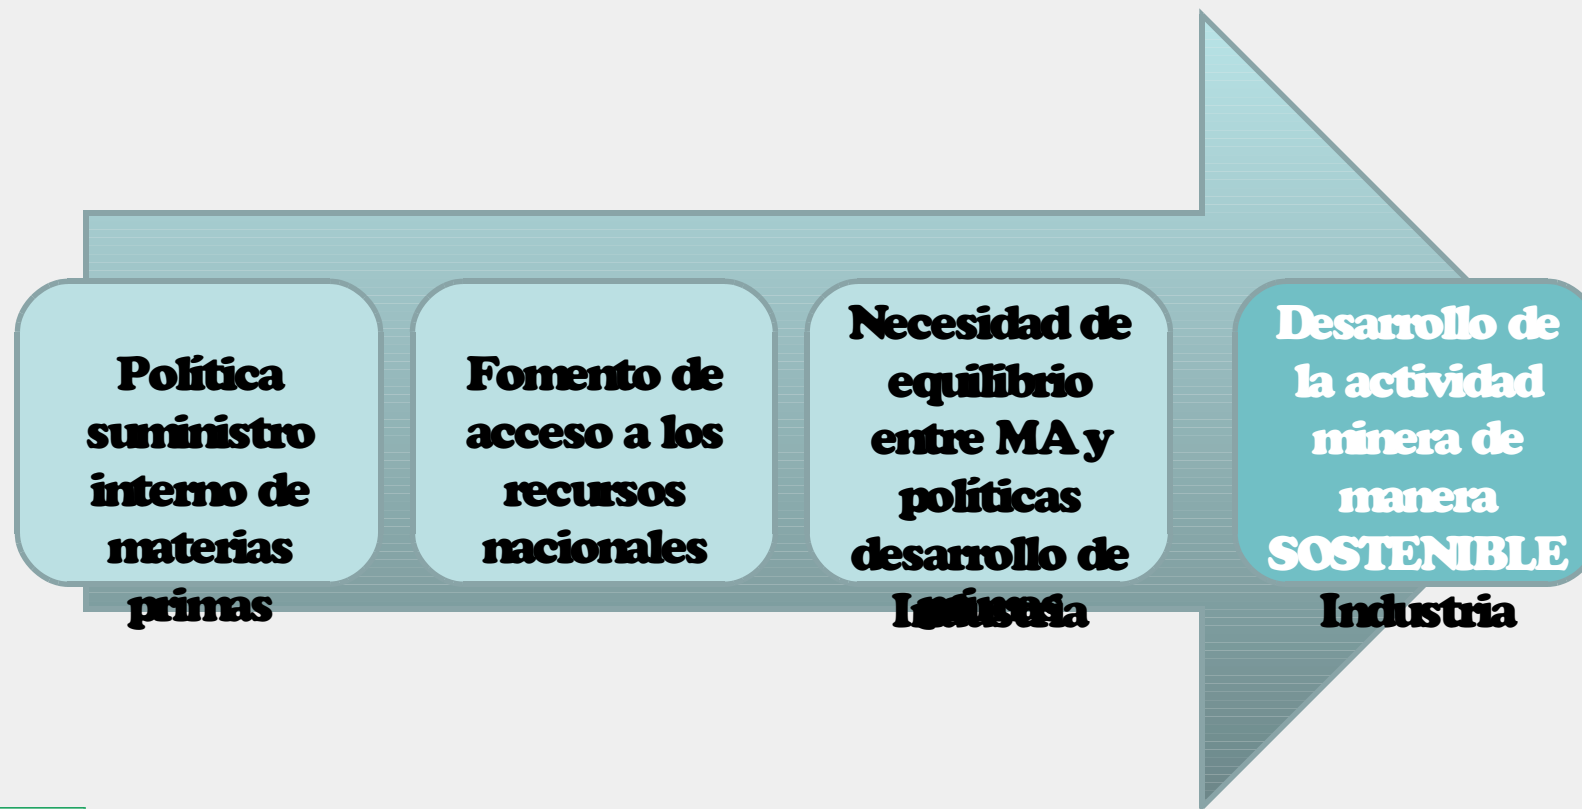 Política
suministro
interno de
materias
primas
Fomento de
acceso a los
recursos
nacionales
Necesidad de
equilibrio
entre MA y
políticas
desarrollo de
Industria
Desarrollo de
la actividad
minera de
manera
SOSTENIBLE
Industria